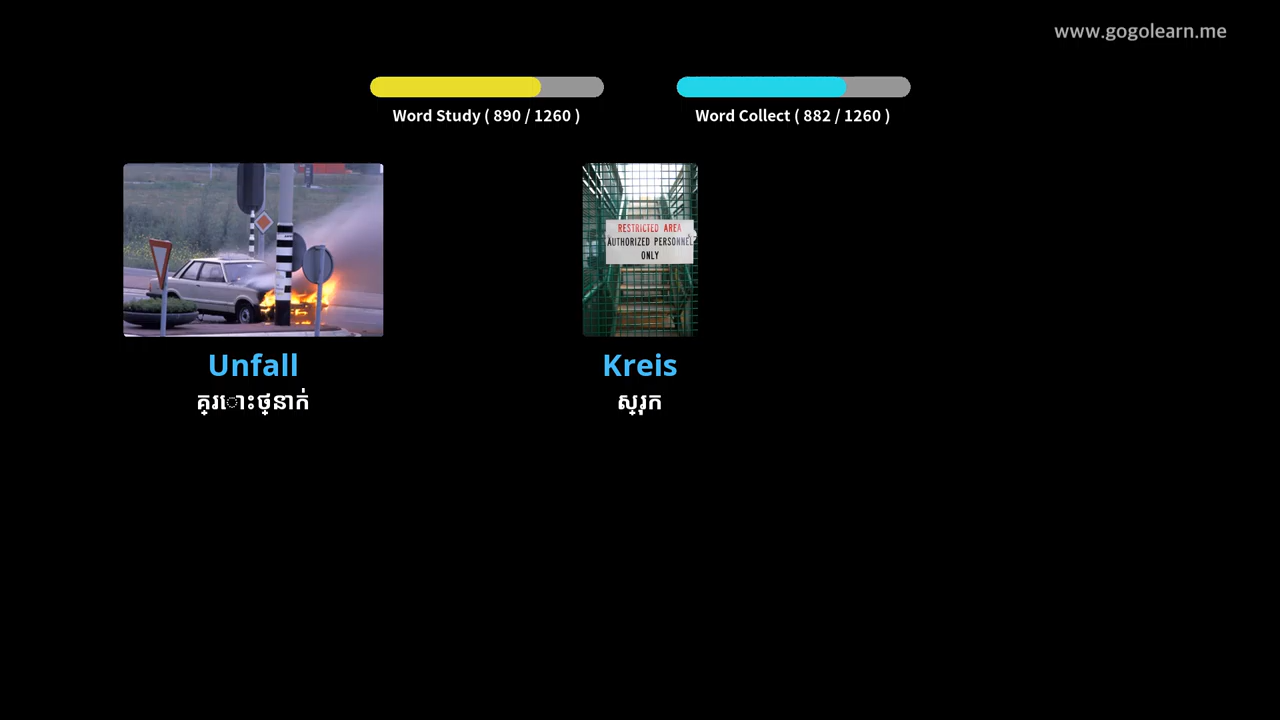 www.gogolearn.me
Word Study ( 890 / 1260 )
Word Collect ( 882 / 1260 )
RESTRICTED AREA
AUTHORIZED PERSONNEL
ONLY
Unfall
Kreis
គ្រោះថ្នាក់
ស្រុក